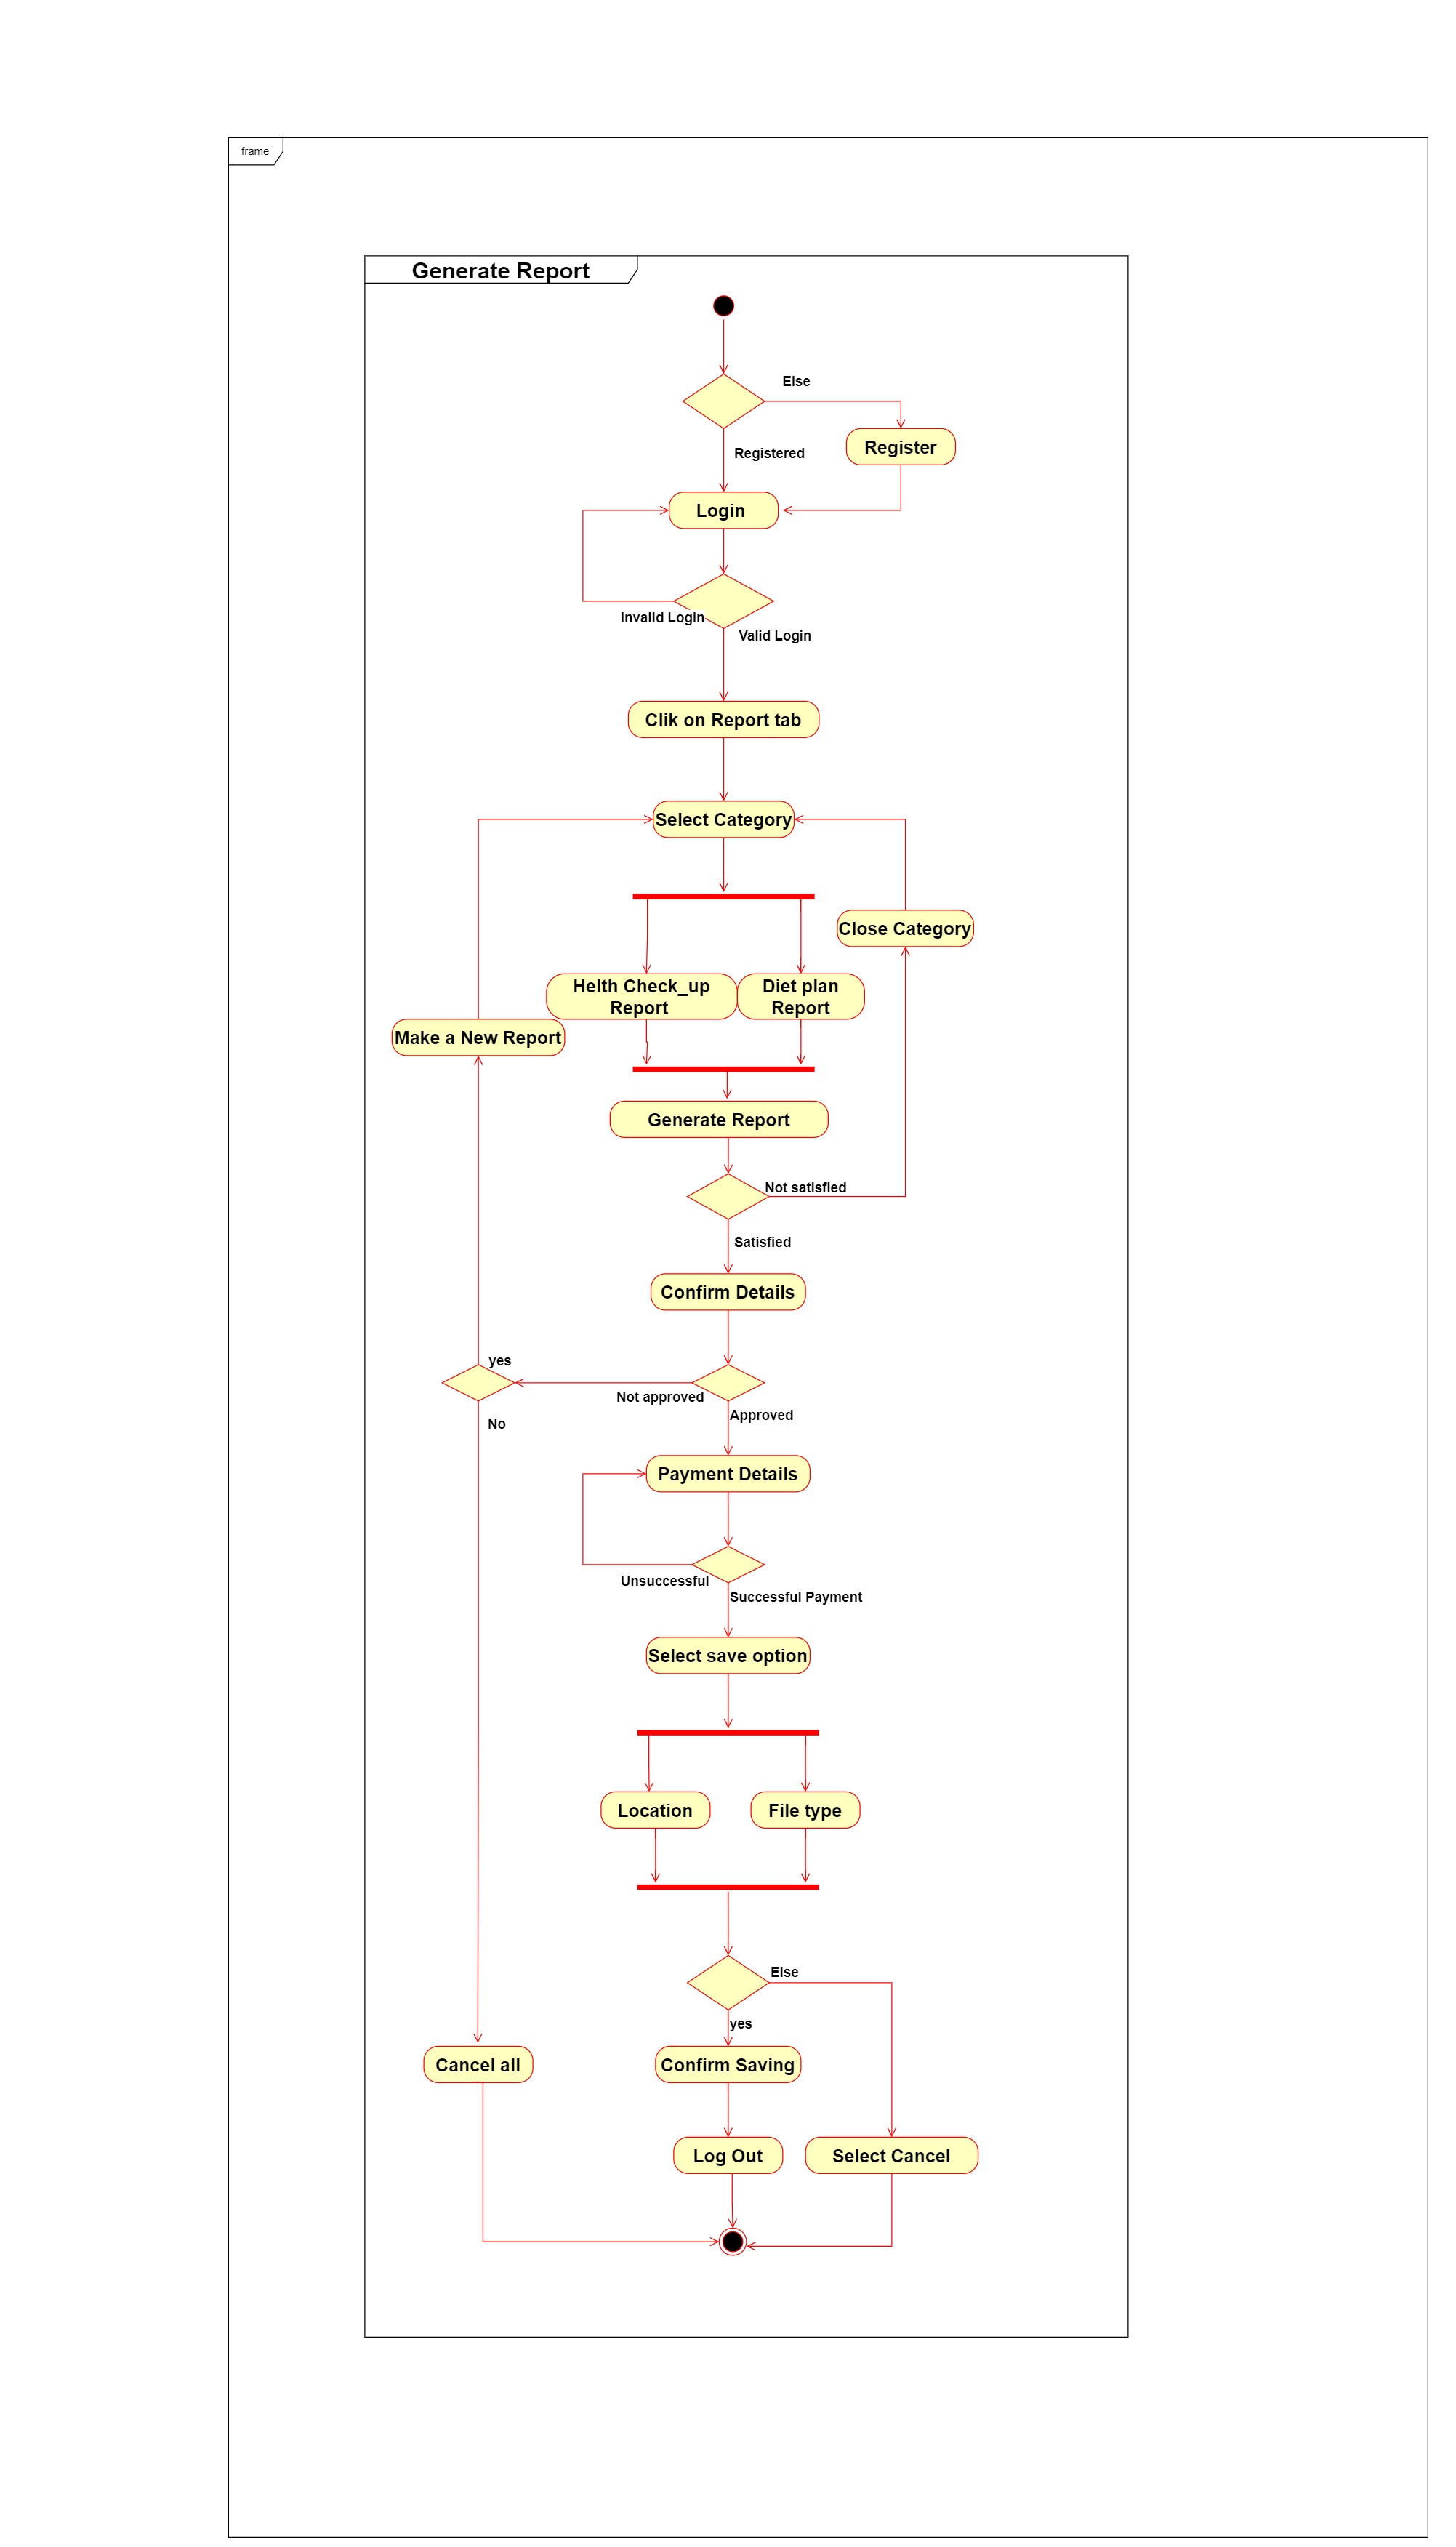 frame
Generate Report
Else
Registered
Register
Login
Invalid Login
Valid Login
Clik on Report tab
Select Category
Close Category
Helth Check_up
Report
Diet plan
Report
Make a New Report
Generate Report
Not satisfied
Satisfied
Confirm Details
yes
Not approved
Approved
No
Payment Details
Unsuccessful
Successful Payment
Select save option
Location
File type
Else
yes
Cancel all
Confirm Saving
Log Out
Select Cancel